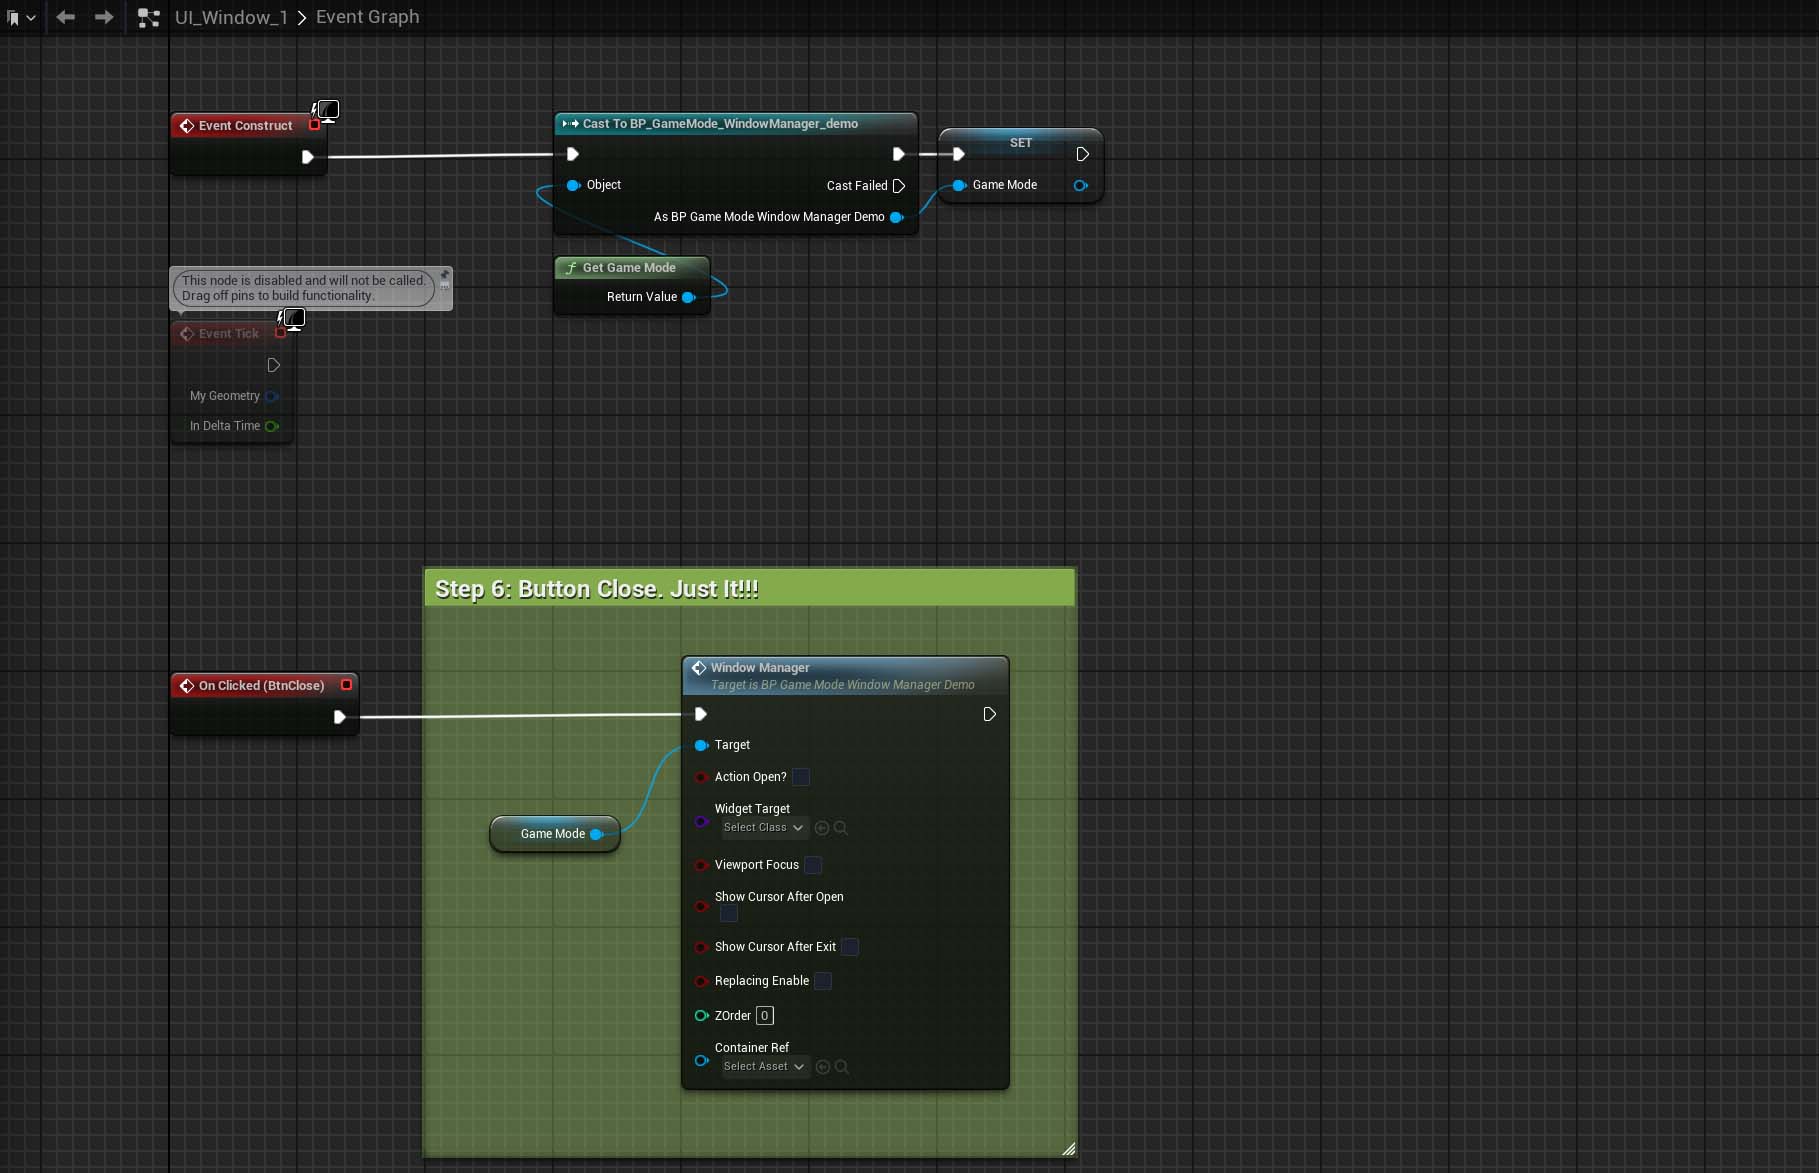 UI_Window_1 > Event Graph
Event Construct
Cast To BP_GameMode_WindowManager_demo
Object
Cast Failed
As BP Game Mode Window Manager Demo
SET
Game Mode
Get Game Mode
Return Value
This node is disabled and will not be called.
Drag off pins to build functionality.
Event Tick
My Geometry
In Delta Time
Step 6: Button Close. Just It!!!
On Clicked (BtnClose)
Window Manager
Target is BP Game Mode Window Manager Demo
Target
Action Open?
Widget Target
Select Class
Game Mode
Viewport Focus
Show Cursor After Open
Show Cursor After Exit
Replacing Enable
ZOrder 0
Container Ref
Select Asset